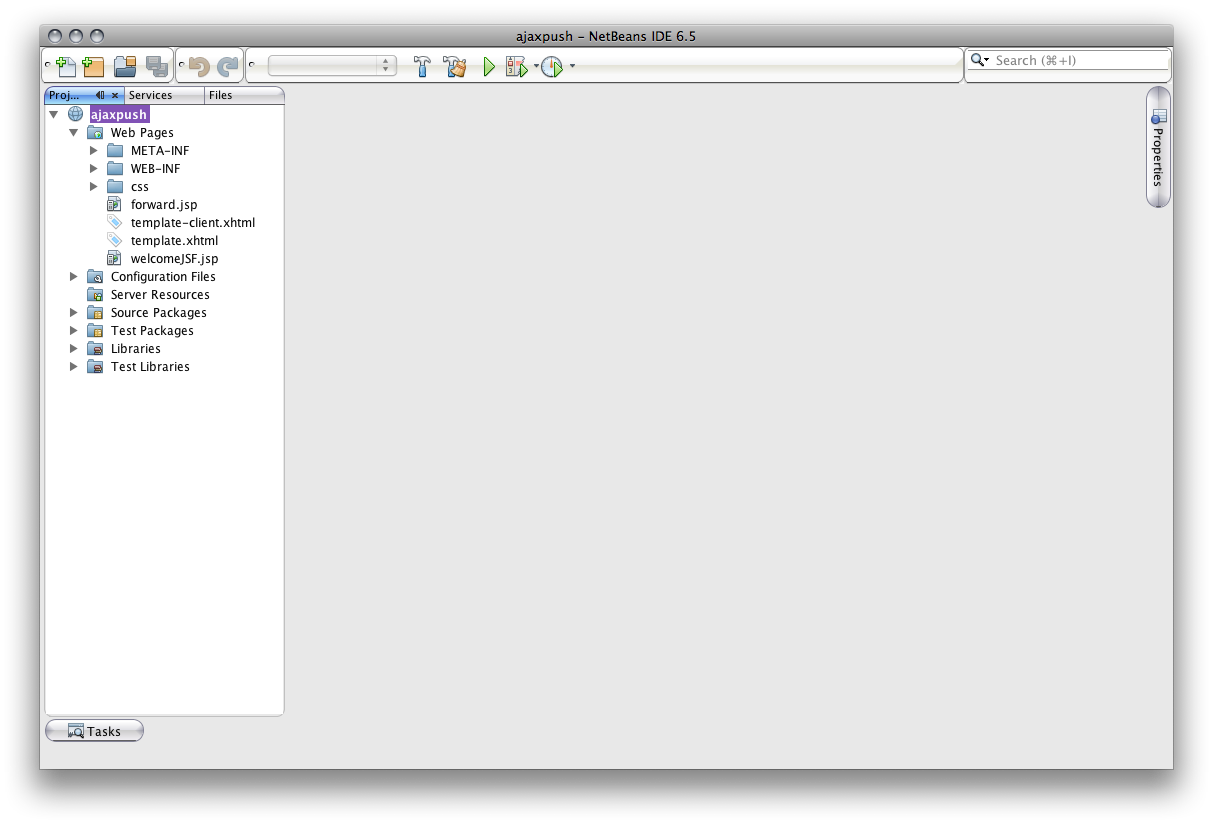 ajaxpush – NetBeans IDE 6.5
Search (⌘+I)
Proj... Services Files
ajaxpush
Web Pages
META-INF
WEB-INF
css
forward.jsp
template-client.xhtml
template.xhtml
welcomeJSF.jsp
Configuration Files
Server Resources
Source Packages
Test Packages
Libraries
Test Libraries
Properties
Tasks